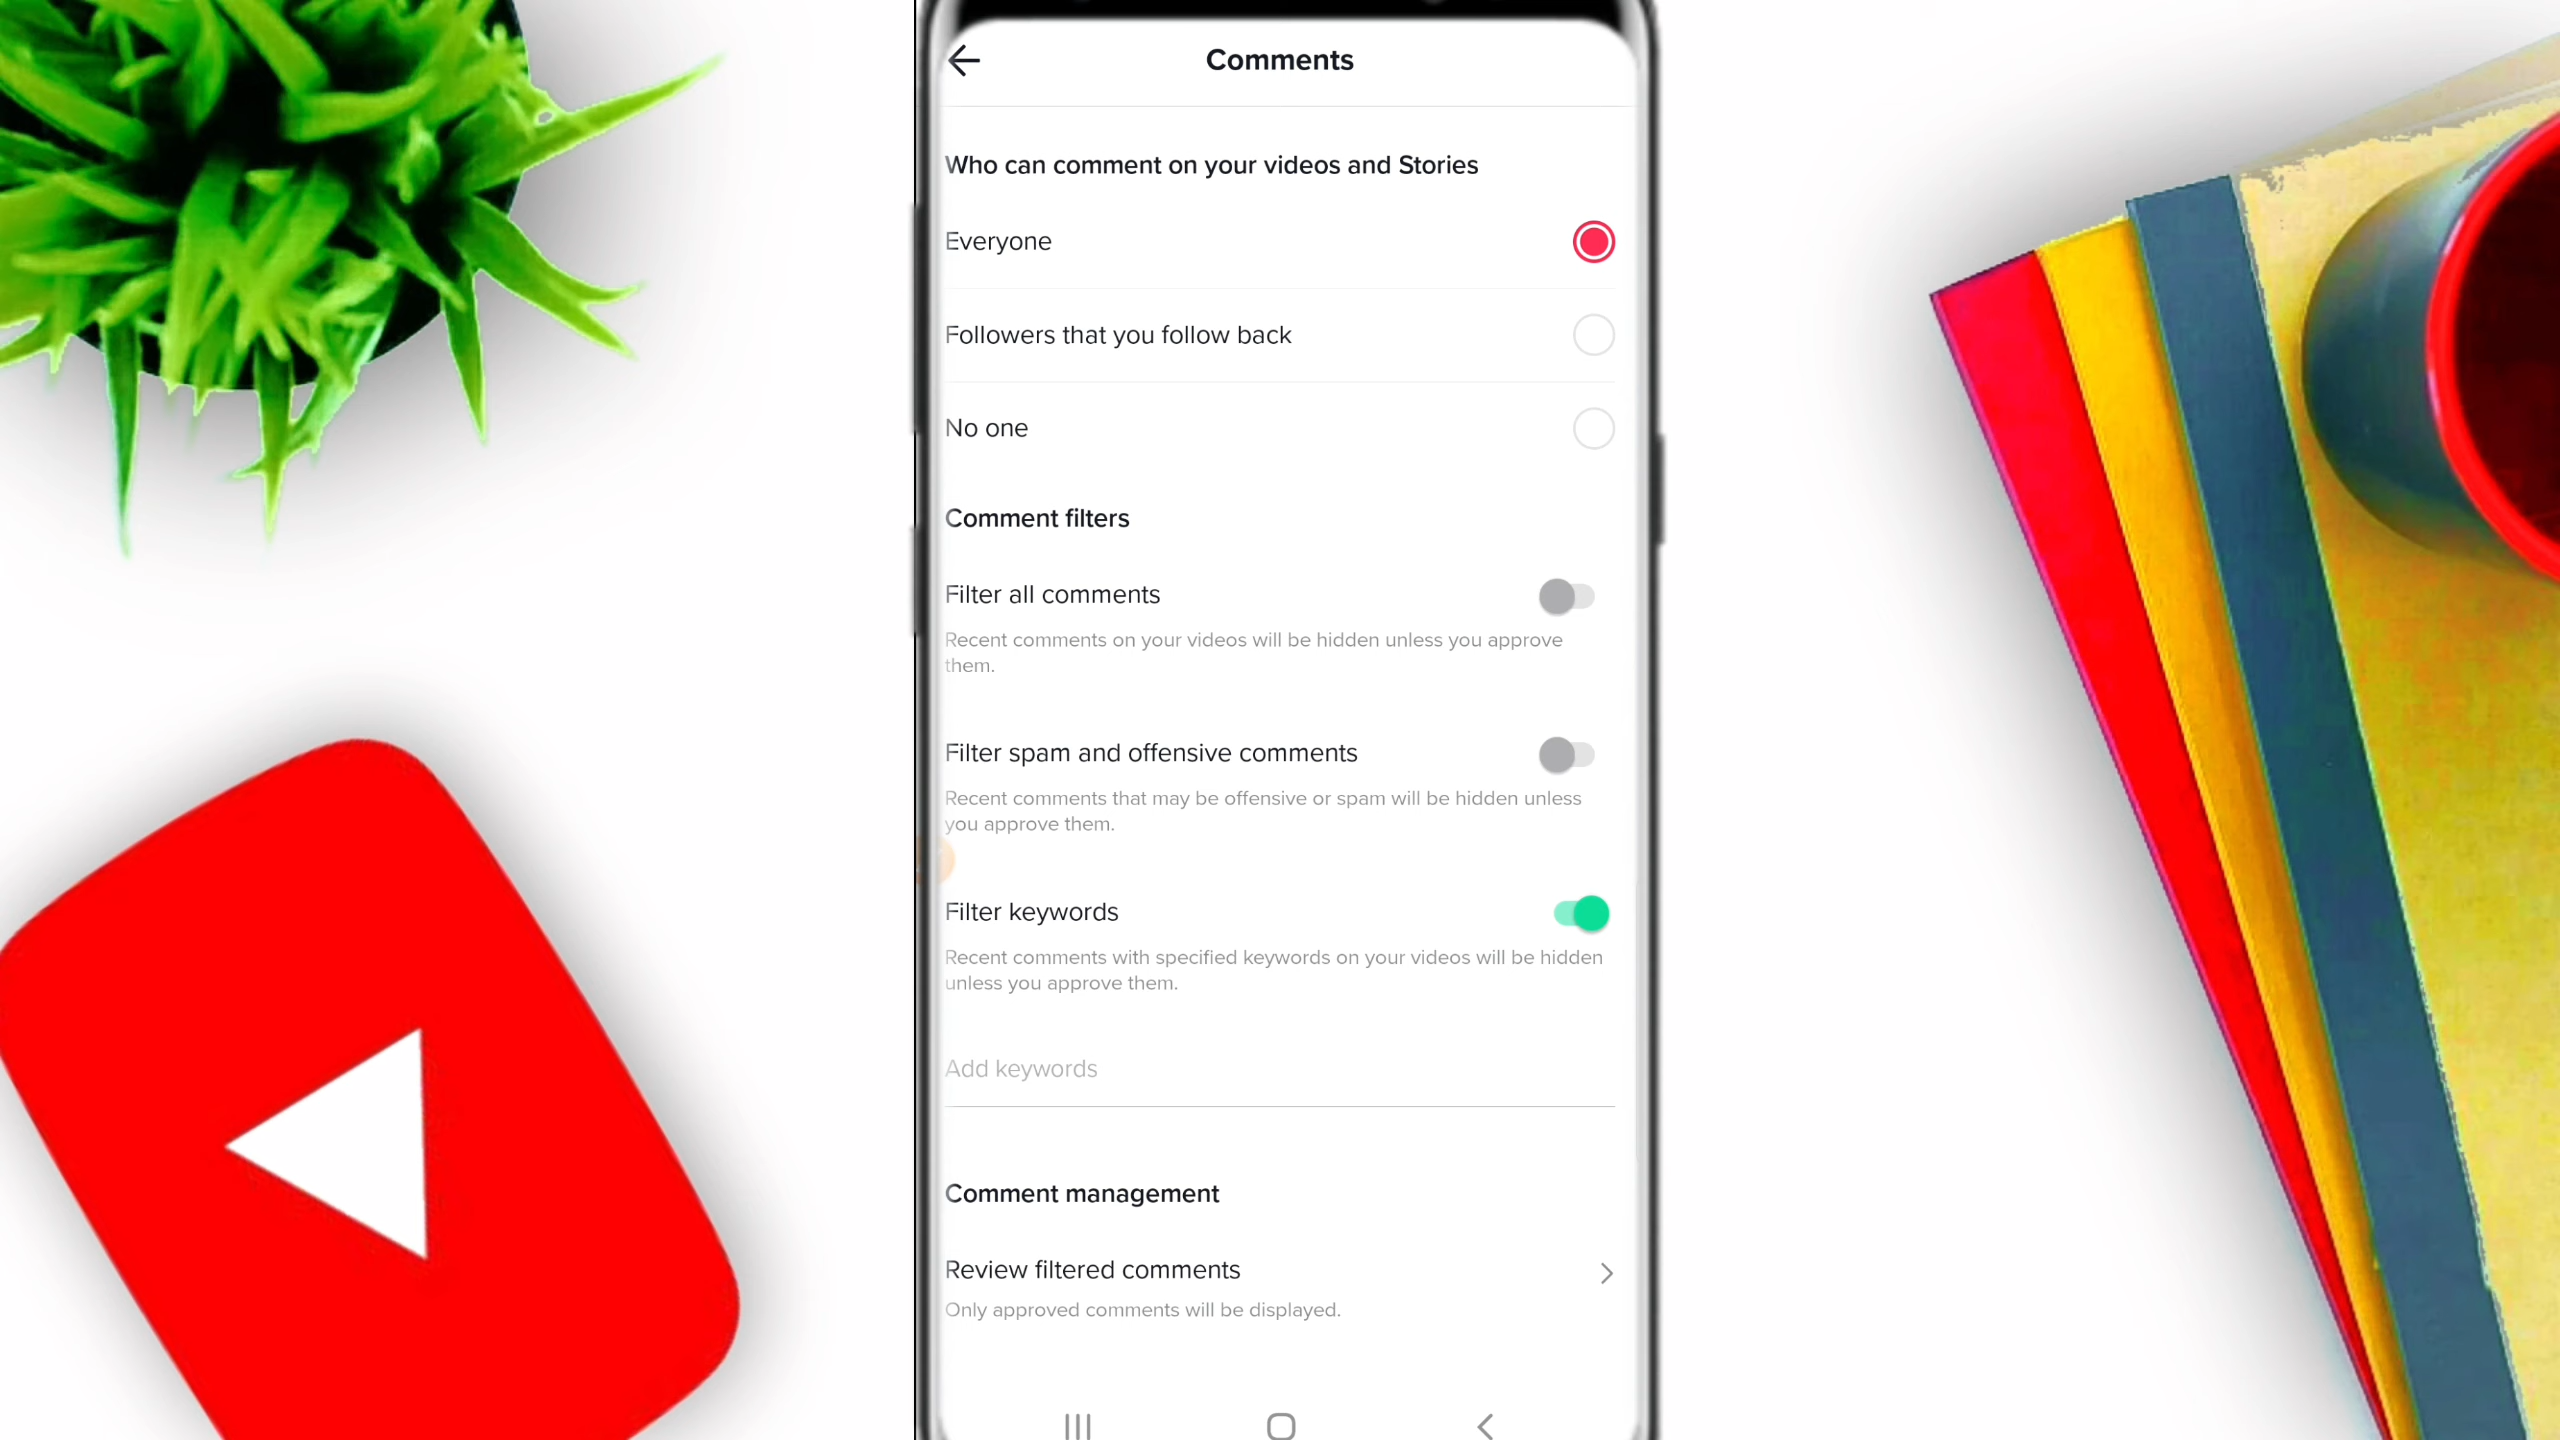 Comments
Who can comment on your videos and Stories
Everyone
Followers that you follow back
No one
Comment filters
Filter all comments
Recent comments on your videos will be hidden unless you approve
them.
Filter spam and offensive comments
Recent comments that may be offensive or spam will be hidden unless
you approve them.
Filter keywords
Recent comments with specified keywords on your videos will be hidden
unless you approve them.
Add keywords
Comment management
Review filtered comments
Only approved comments will be displayed.